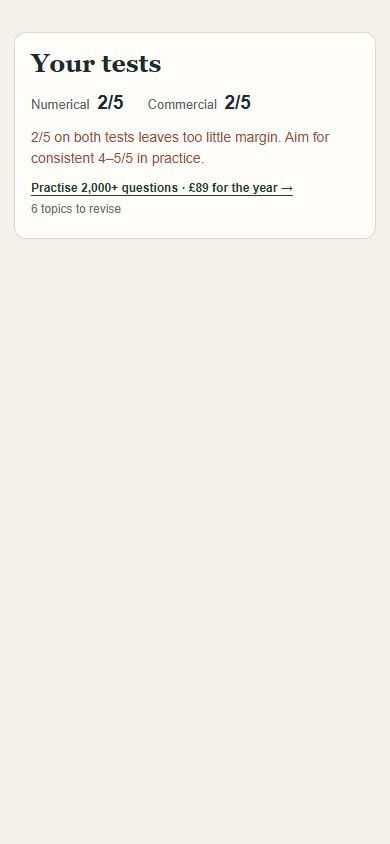 Your tests
Numerical 2/5 Commercial 2/5
2/5 on both tests leaves too little margin. Aim for
consistent 4–5/5 in practice.
Practise 2,000+ questions · £89 for the year →
6 topics to revise